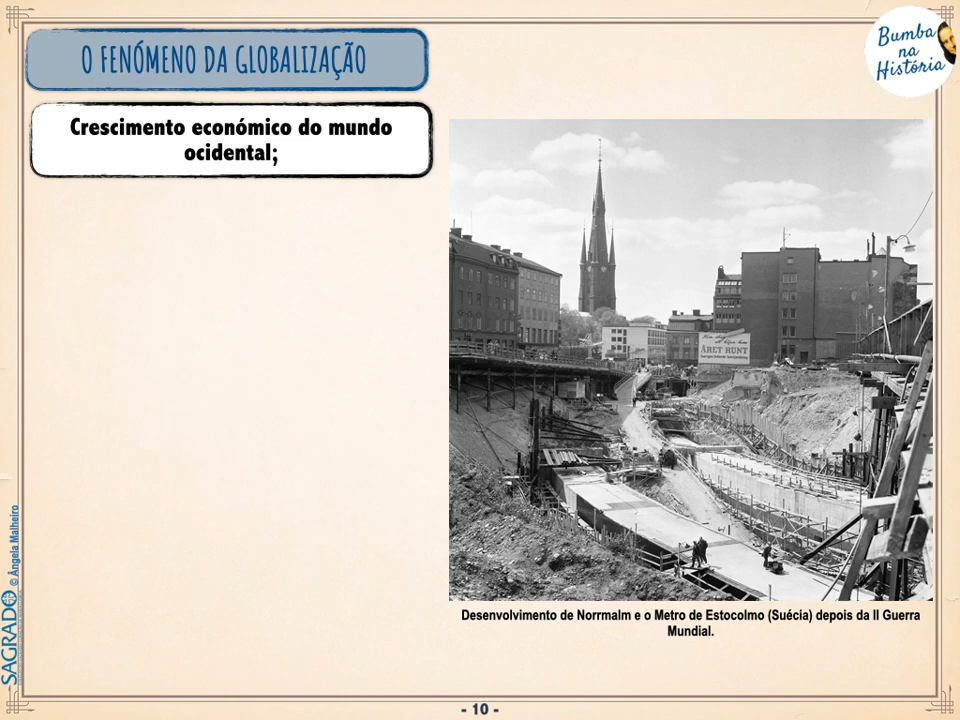 O FENÓMENO DA GLOBALIZAÇÃO
Bumba
na
História
Crescimento económico do mundo
ocidental;
ÅRET RUNT
Desenvolvimento de Norrmalm e o Metro de Estocolmo (Suécia) depois da II Guerra
Mundial.
SAGRADO
© Ângela Malheiro
- 10 -